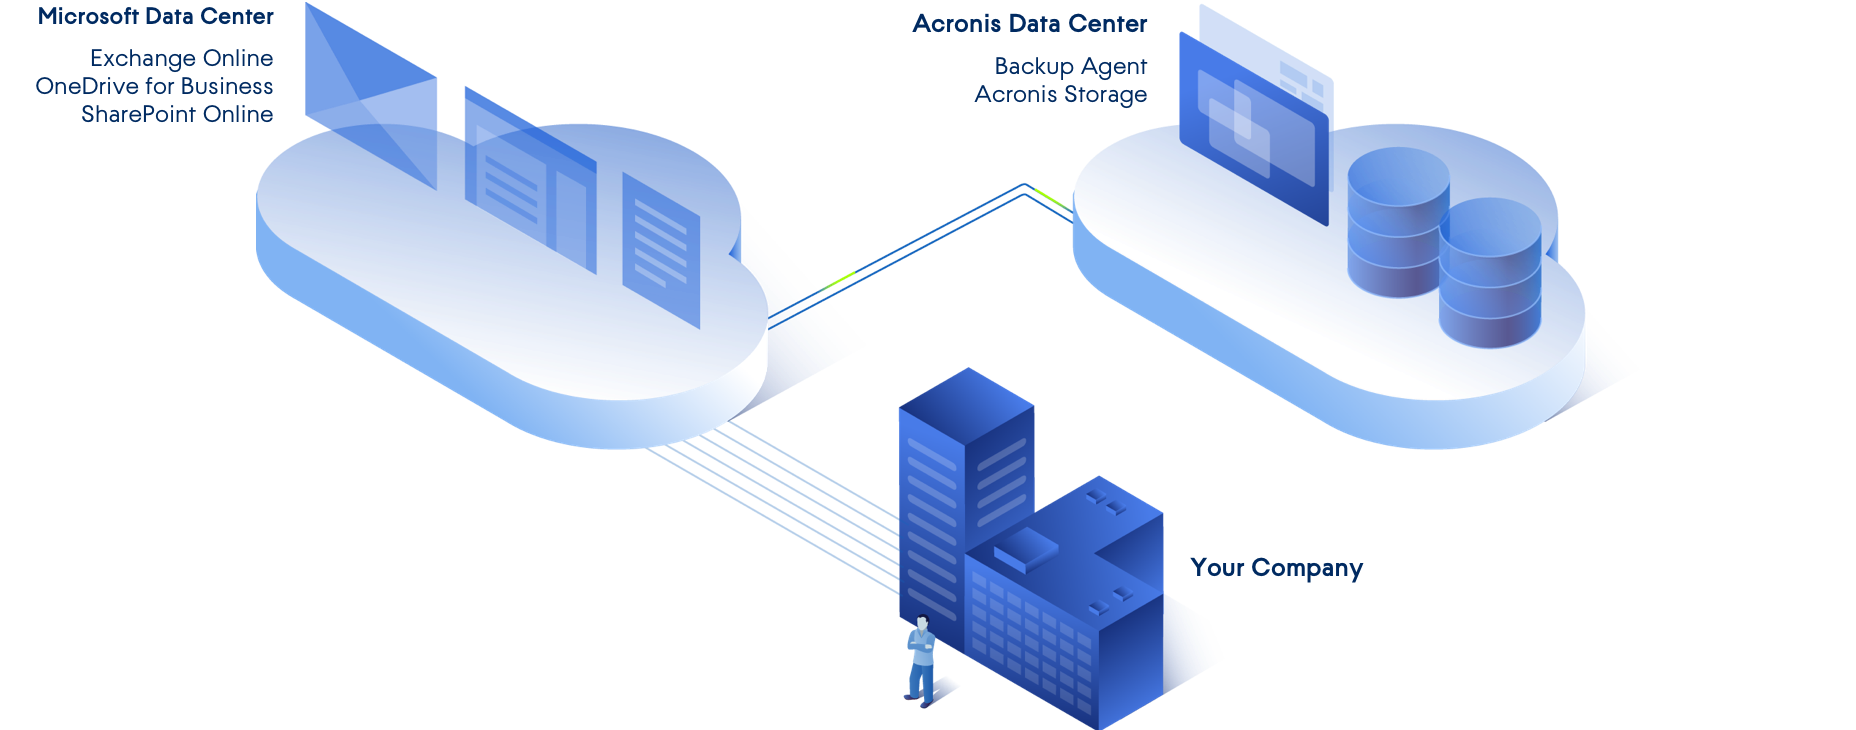 Microsoft Data Center
Exchange Online
OneDrive for Business
SharePoint Online
Acronis Data Center
Backup Agent
Acronis Storage
Your Company